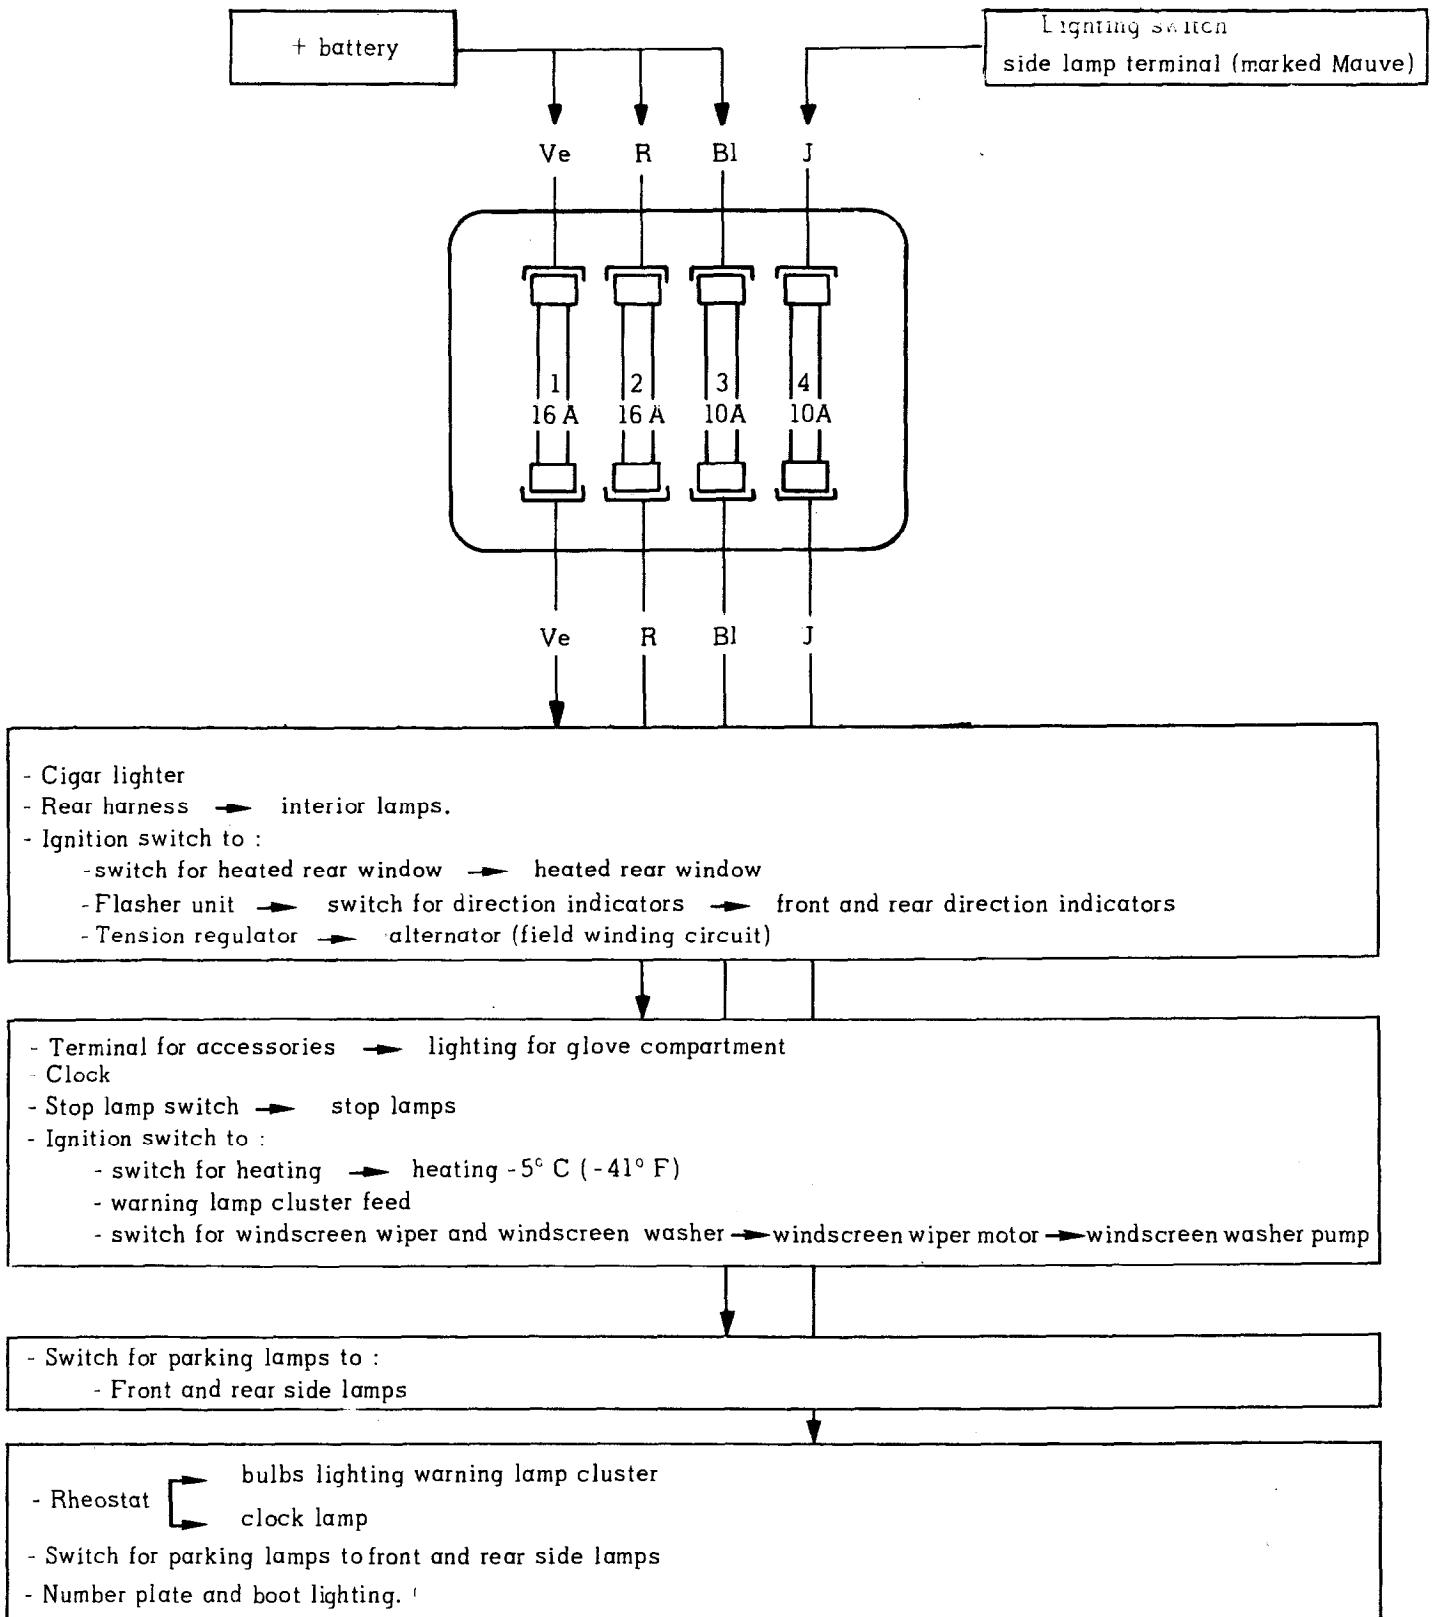 + battery
Lighting switch
side lamp terminal (marked Mauve)
Ve R Bl J
1 2 3 4
16 A 16 A 10A 10A
Ve R Bl J
- Cigar lighter
- Rear harness → interior lamps.
- Ignition switch to :
- switch for heated rear window → heated rear window
- Flasher unit → switch for direction indicators → front and rear direction indicators
- Tension regulator → alternator (field winding circuit)
- Terminal for accessories → lighting for glove compartment
- Clock
- Stop lamp switch → stop lamps
- Ignition switch to :
- switch for heating → heating -5° C (-41° F)
- warning lamp cluster feed
- switch for windscreen wiper and windscreen washer → windscreen wiper motor → windscreen washer pump
- Switch for parking lamps to :
- Front and rear side lamps
- Rheostat → bulbs lighting warning lamp cluster
→ clock lamp
- Switch for parking lamps to front and rear side lamps
- Number plate and boot lighting.